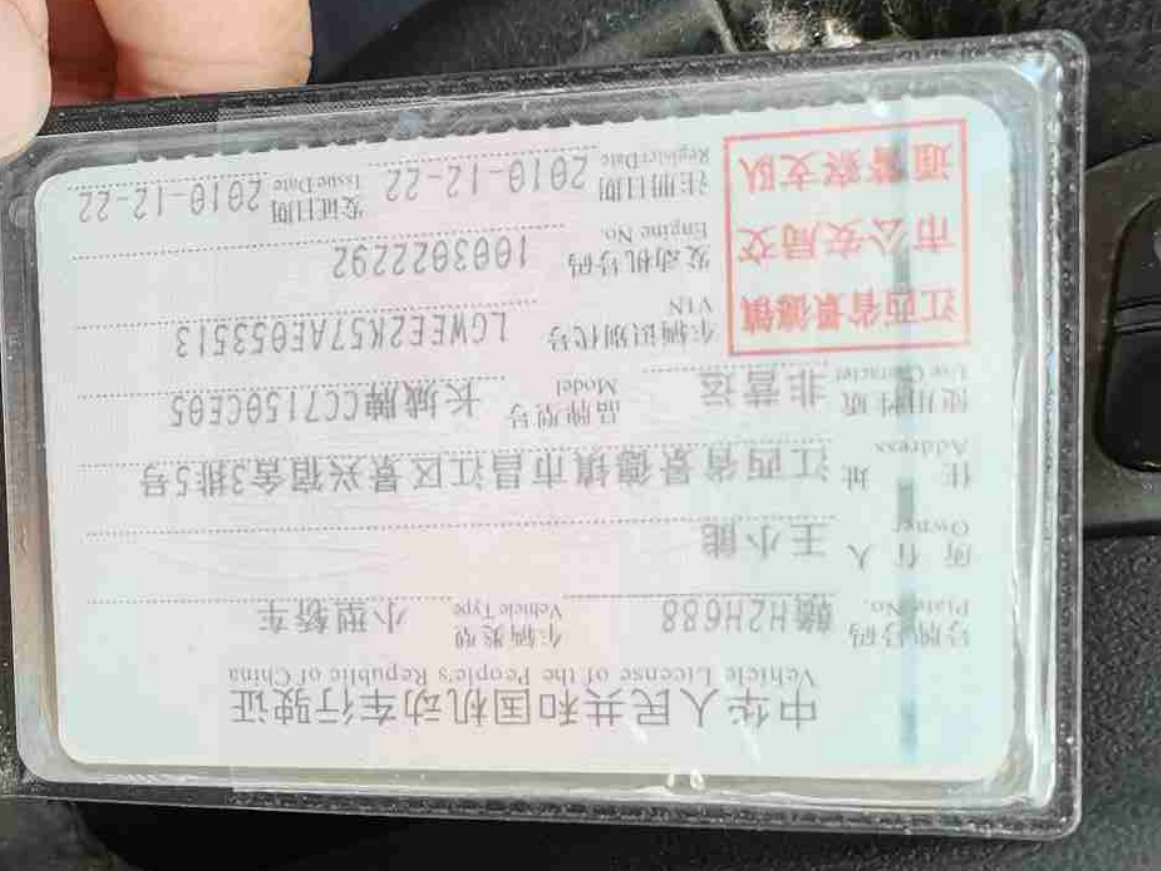 中华人民共和国机动车行驶证
Vehicle License of the People's Republic of China
号牌号码 赣H2H688 车辆类型 小型轿车
Plate No. Vehicle Type
所有人 王小能
Owner
住址 江西省景德镇市昌江区景兴宿舍3排5号
Address
使用性质 非营运 品牌型号 长城牌CC7150CE05
Use Character Model
江西省景德镇
市公安局交
通警察支队
车辆识别代号 LGWEE2K57AE053513
VIN
发动机号码 1003022292
Engine No.
注册日期 2010-12-22 发证日期 2010-12-22
Register Date Issue Date